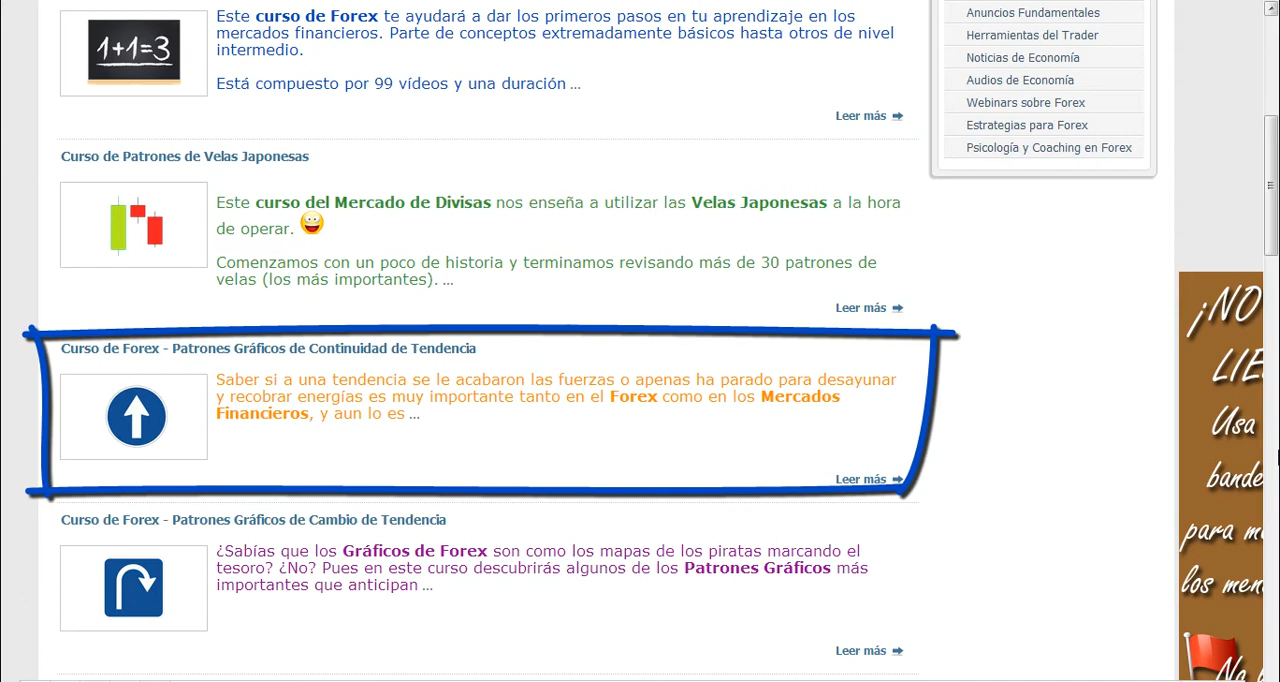 1+1=3
Este curso de Forex te ayudará a dar los primeros pasos en tu aprendizaje en los
mercados financieros. Parte de conceptos extremadamente básicos hasta otros de nivel
intermedio.
Está compuesto por 99 vídeos y una duración ...
Leer más
Curso de Patrones de Velas Japonesas
Este curso del Mercado de Divisas nos enseña a utilizar las Velas Japonesas a la hora
de operar.
Comenzamos con un poco de historia y terminamos revisando más de 30 patrones de
velas (los más importantes). ...
Leer más
Curso de Forex - Patrones Gráficos de Continuidad de Tendencia
Saber si a una tendencia se le acabaron las fuerzas o apenas ha parado para desayunar
y recobrar energías es muy importante tanto en el Forex como en los Mercados
Financieros, y aun lo es ...
Leer más
Curso de Forex - Patrones Gráficos de Cambio de Tendencia
¿Sabías que los Gráficos de Forex son como los mapas de los piratas marcando el
tesoro? ¿No? Pues en este curso descubrirás algunos de los Patrones Gráficos más
importantes que anticipan ...
Leer más
Anuncios Fundamentales
Herramientas del Trader
Noticias de Economía
Audios de Economía
Webinars sobre Forex
Estrategias para Forex
Psicología y Coaching en Forex
¡NO
LIE
Usa
bande
para m
los men
No